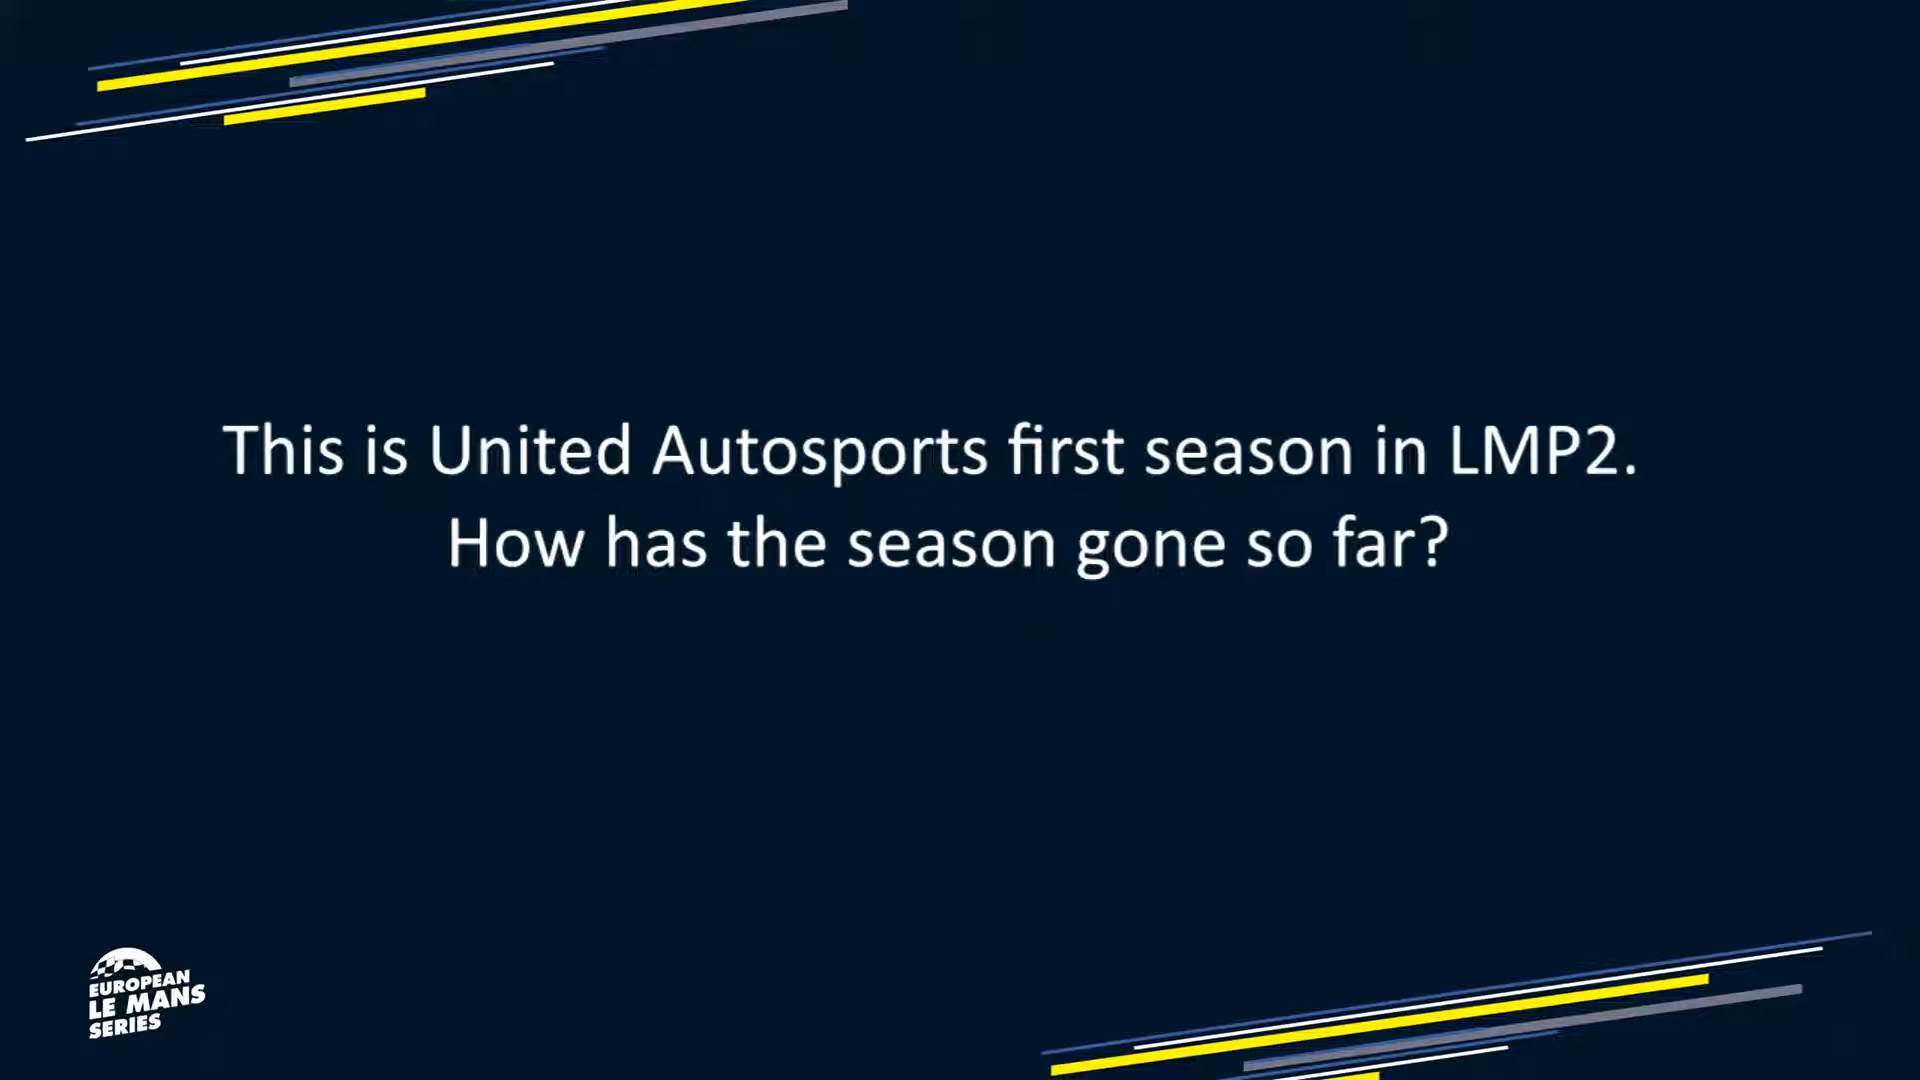 This is United Autosports first season in LMP2.
How has the season gone so far?
EUROPEAN
LE MANS
SERIES